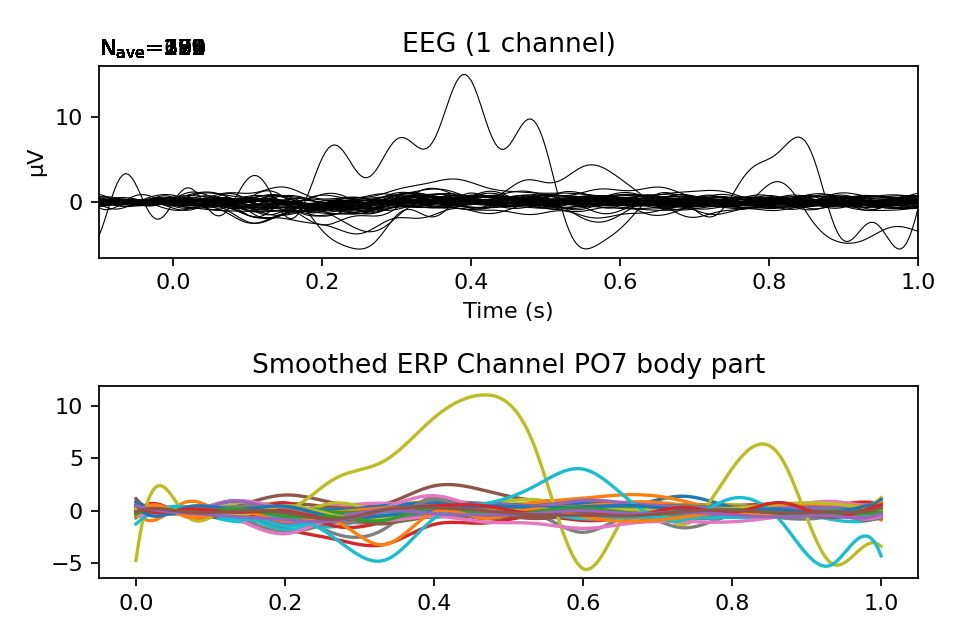 N_ave=
EEG (1 channel)
10
0
µV
0.0 0.2 0.4 0.6 0.8 1.0
Time (s)
Smoothed ERP Channel PO7 body part
10
5
0
−5
0.0 0.2 0.4 0.6 0.8 1.0